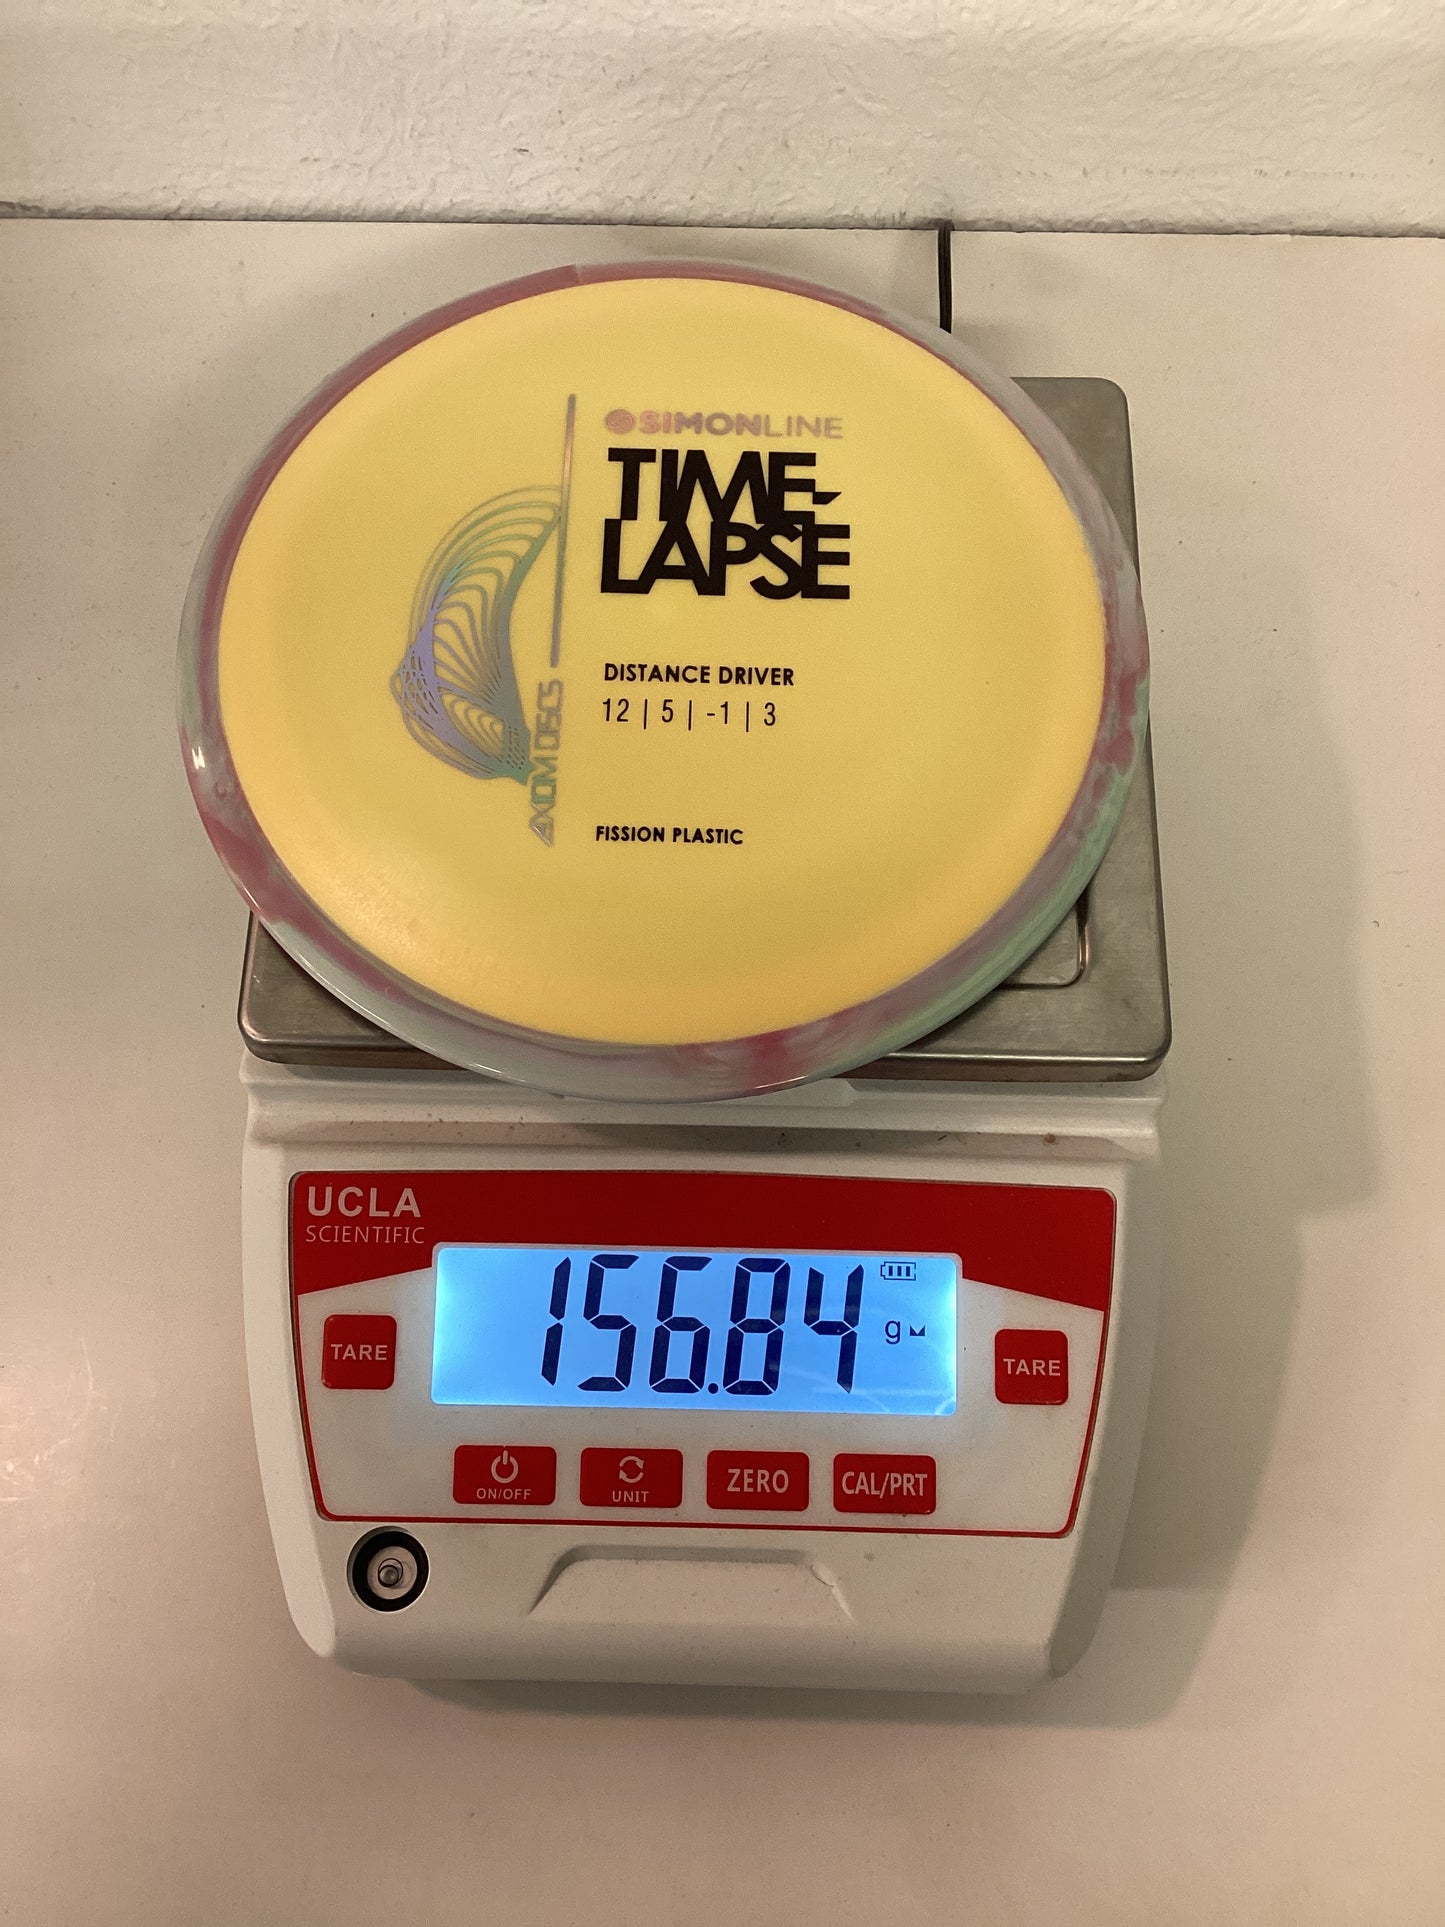 SIMONLINE
TIME-
LAPSE
DISTANCE DRIVER
12 | 5 | -1 | 3
AXIOM DISCS
FISSION PLASTIC
UCLA
SCIENTIFIC
156.84 g
TARE
TARE
ON/OFF
UNIT
ZERO
CAL/PRT